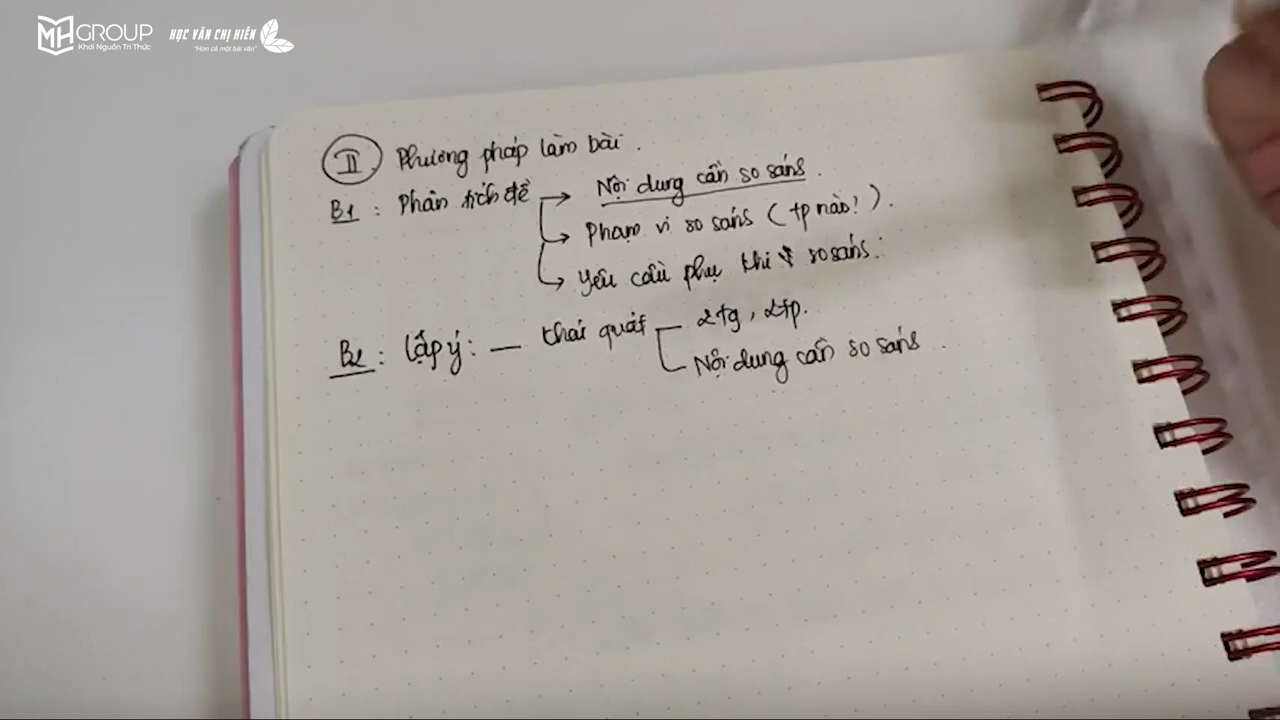 MH GROUP
Khơi Nguồn Tri Thức
HỌC VĂN CHỊ HIÊN
"Hơn cả một bài văn"
II Phương pháp làm bài.
B1: Phân tích đề → Nội dung cần so sánh.
→ Phạm vi so sánh (tp nào?).
→ Yêu cầu phụ khi so sánh.
B2: Lập ý: — Khái quát — 2tg, 2tp.
Nội dung cần so sánh.